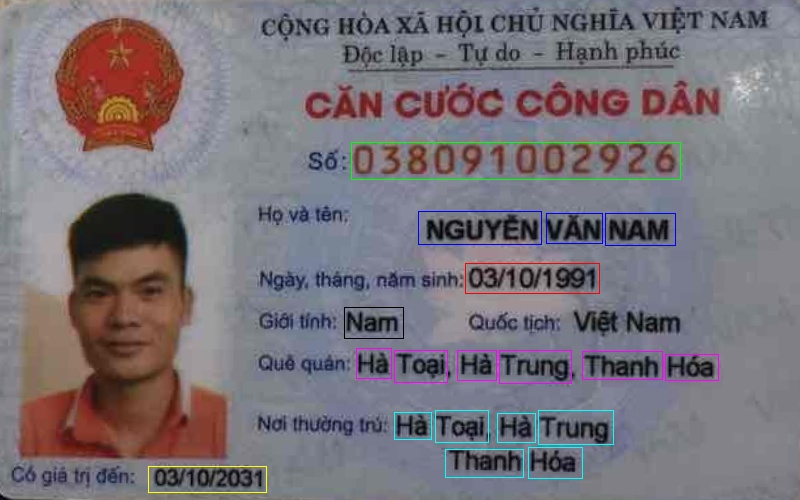 CỘNG HÒA XÃ HỘI CHỦ NGHĨA VIỆT NAM
Độc lập - Tự do - Hạnh phúc
CĂN CƯỚC CÔNG DÂN
Số: 038091002926
Họ và tên: NGUYỄN VĂN NAM
Ngày, tháng, năm sinh: 03/10/1991
Giới tính: Nam Quốc tịch: Việt Nam
Quê quán: Hà Toại, Hà Trung, Thanh Hóa
Nơi thường trú: Hà Toại, Hà Trung
Thanh Hóa
Có giá trị đến: 03/10/2031